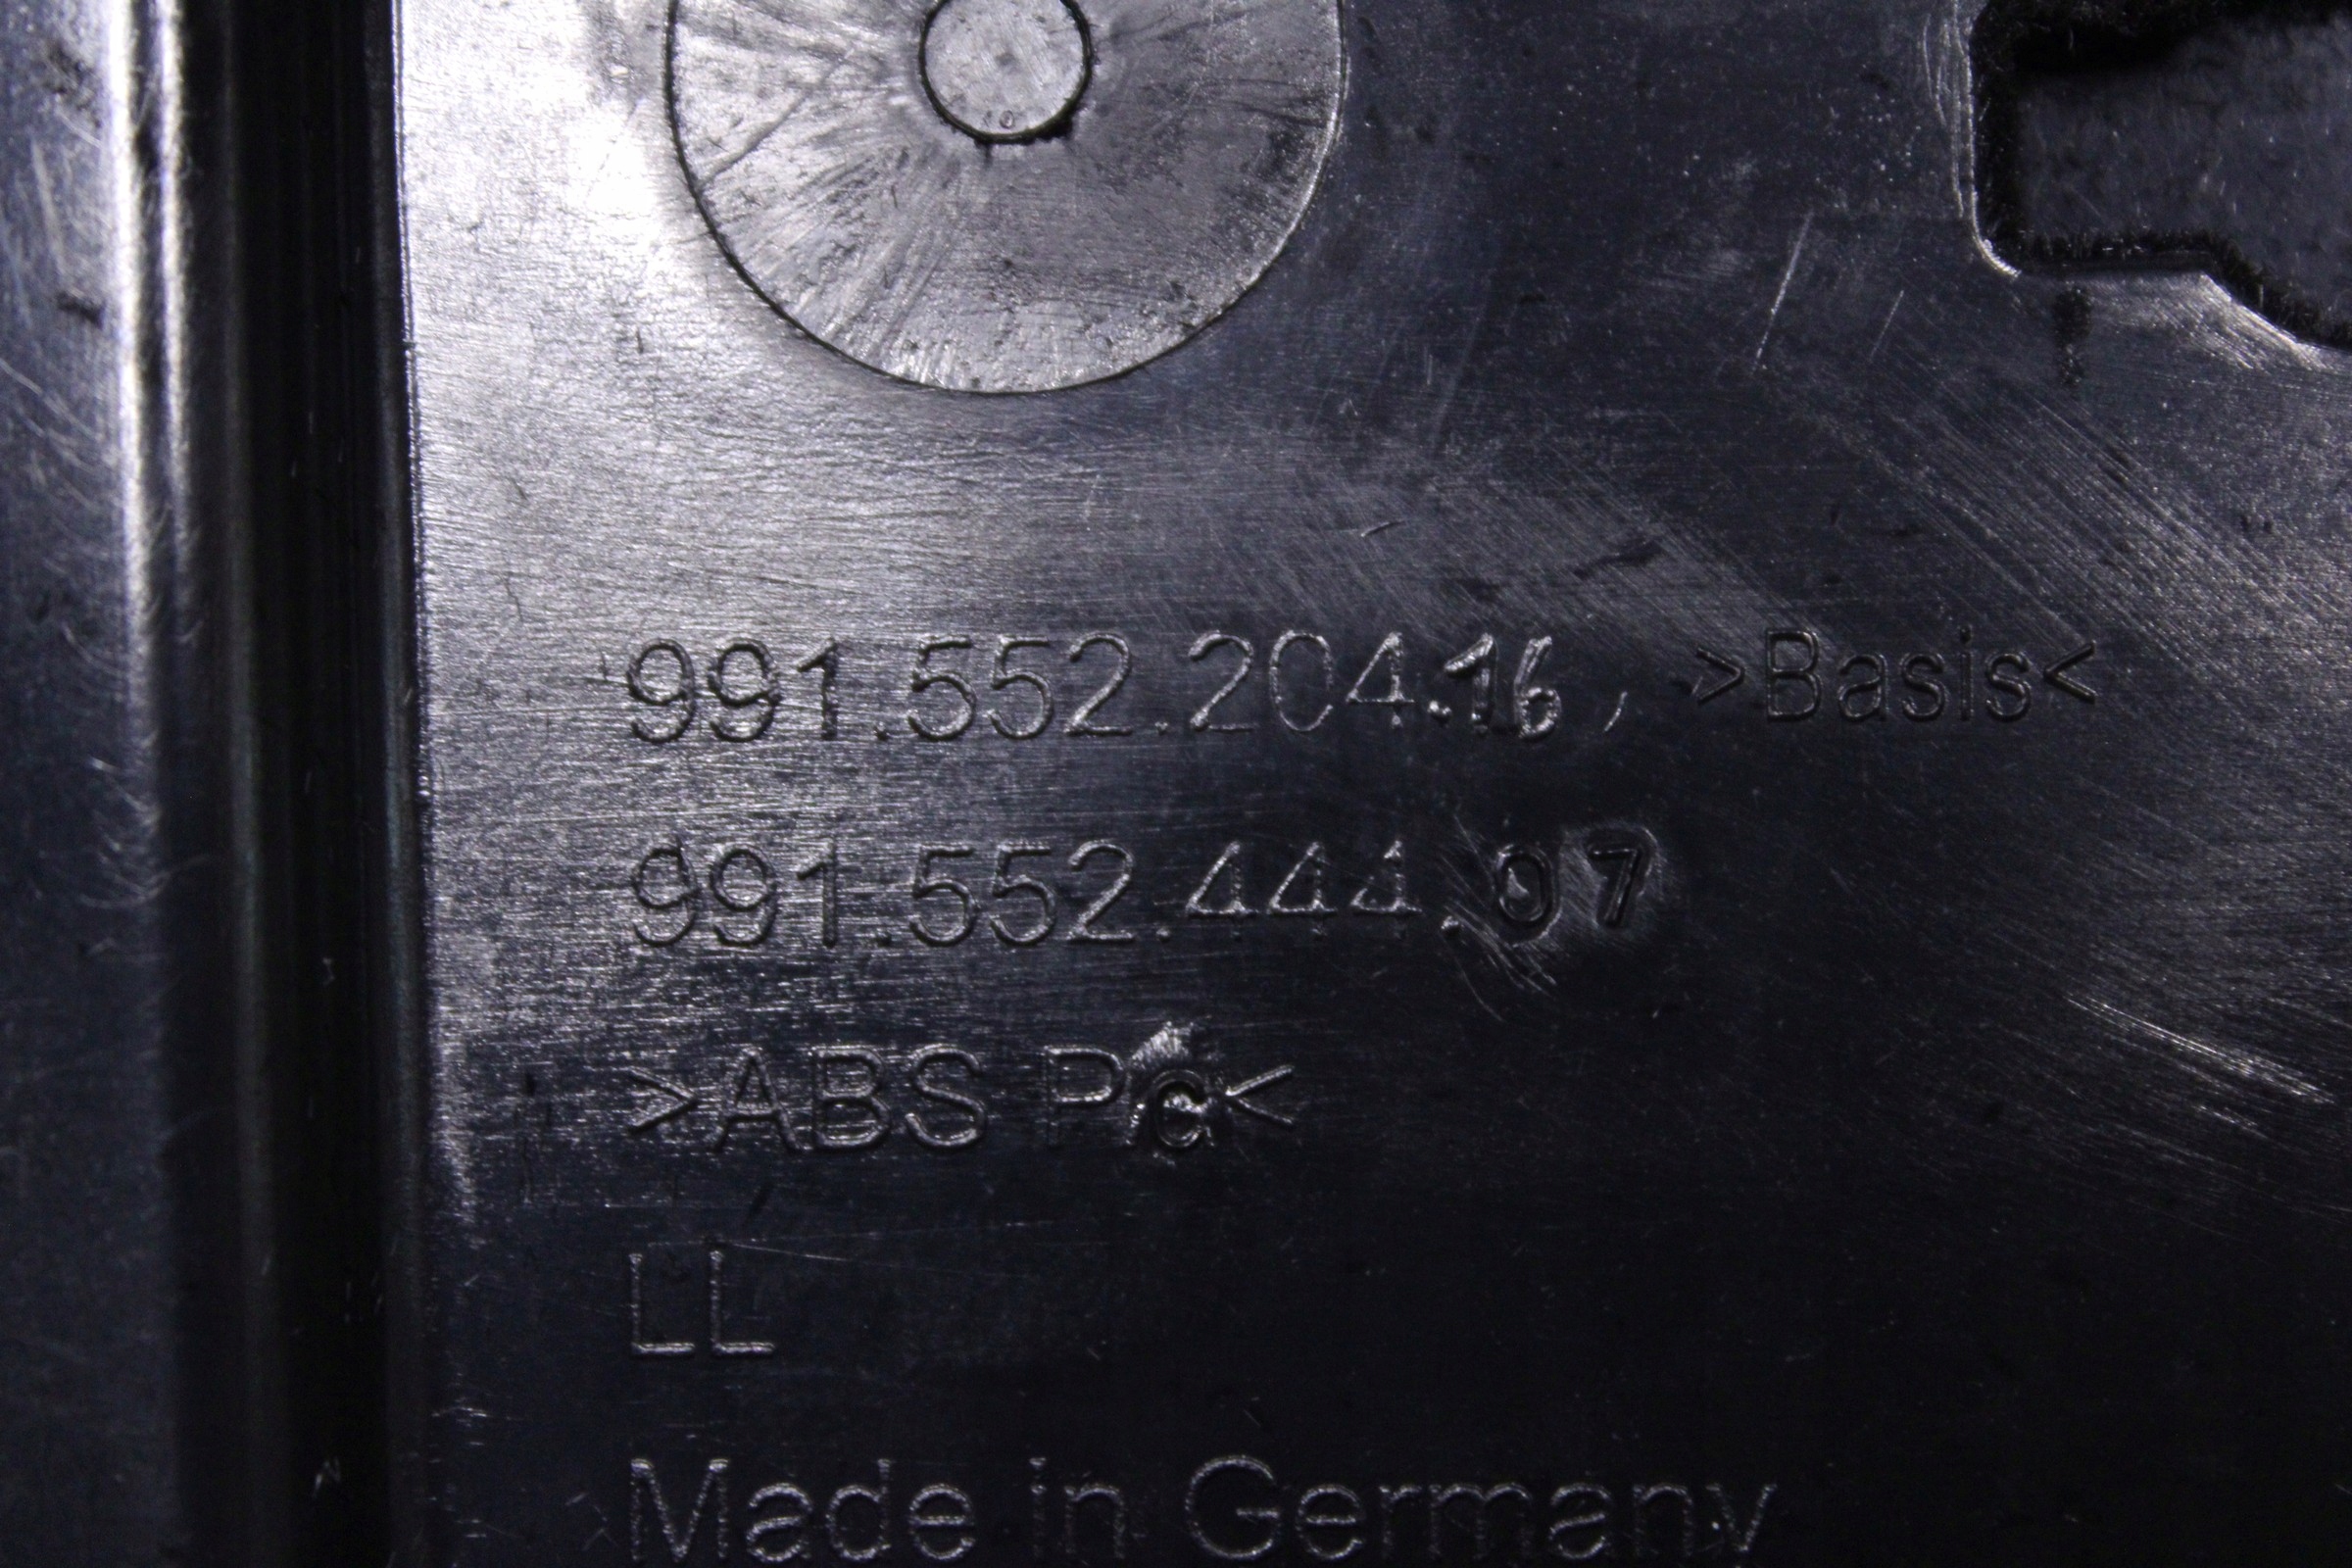 991.552.204.16, >Basis<
991.552.444.07
>ABS PC<
LL
Made in Germany